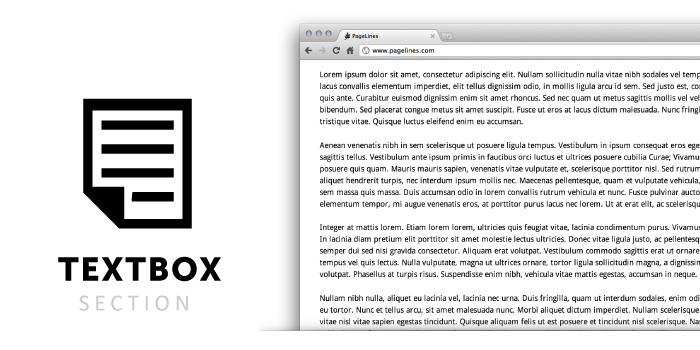 TEXTBOX
SECTION
PageLines
www.pagelines.com
Lorem ipsum dolor sit amet, consectetur adipiscing elit. Nullam sollicitudin nulla vitae nibh sodales vel temp
lacus convallis elementum imperdiet, elit tellus dignissim odio, in mollis ligula arcu id sem. Sed justo est, con
quis ante. Curabitur euismod dignissim enim sit amet rhoncus. Sed nec quam ut metus sagittis mollis vel vel
bibendum. Sed placerat congue metus sit amet suscipit. Fusce ut eros at lacus dictum malesuada. Nunc fringi
tristique vitae. Quisque luctus eleifend enim eu accumsan.
Aenean venenatis nibh in sem scelerisque ut posuere ligula tempus. Vestibulum in ipsum consequat eros ege
sagittis tellus. Vestibulum ante ipsum primis in faucibus orci luctus et ultrices posuere cubilia Curae; Vivamu
posuere quis quam. Mauris mauris sapien, venenatis vitae vulputate et, scelerisque porttitor nisl. Sed rutrum
aliquet hendrerit turpis, nec interdum ipsum mollis nec. Maecenas pellentesque, quam et vulputate vehicula,
sem massa quis massa. Duis accumsan odio in lorem convallis rutrum vehicula et nunc. Fusce pulvinar aucto
elementum tempor, mi augue venenatis eros, at porttitor purus lacus nec lorem. Ut at erat elit, ac scelerisqu
Integer at mattis lorem. Etiam lorem lorem, ultricies quis feugiat vitae, lacinia condimentum purus. Vivamus
In lacinia diam pretium elit porttitor sit amet molestie lectus ultricies. Donec vitae ligula justo, ac pellentesq
semper dui sed nisi gravida consectetur. Aliquam erat volutpat. Vestibulum commodo sagittis erat ut ornare
tempus vel quis lectus. Nulla vulputate, magna ut ultrices ornare, tortor ligula sollicitudin magna, a dignissim
volutpat. Phasellus at turpis risus. Suspendisse enim nibh, vehicula vitae mattis egestas, accumsan in neque.
Nullam nibh nulla, aliquet eu lacinia vel, lacinia nec urna. Duis fringilla, quam ut interdum sodales, enim odi
eu tortor. Nunc et tellus arcu, sit amet malesuada nunc. Morbi aliquet dictum imperdiet. Curabitur scelerisqu
vitae nisl vitae sapien egestas tincidunt. Quisque aliquam felis ut est posuere et tincidunt nisl scelerisque. Na